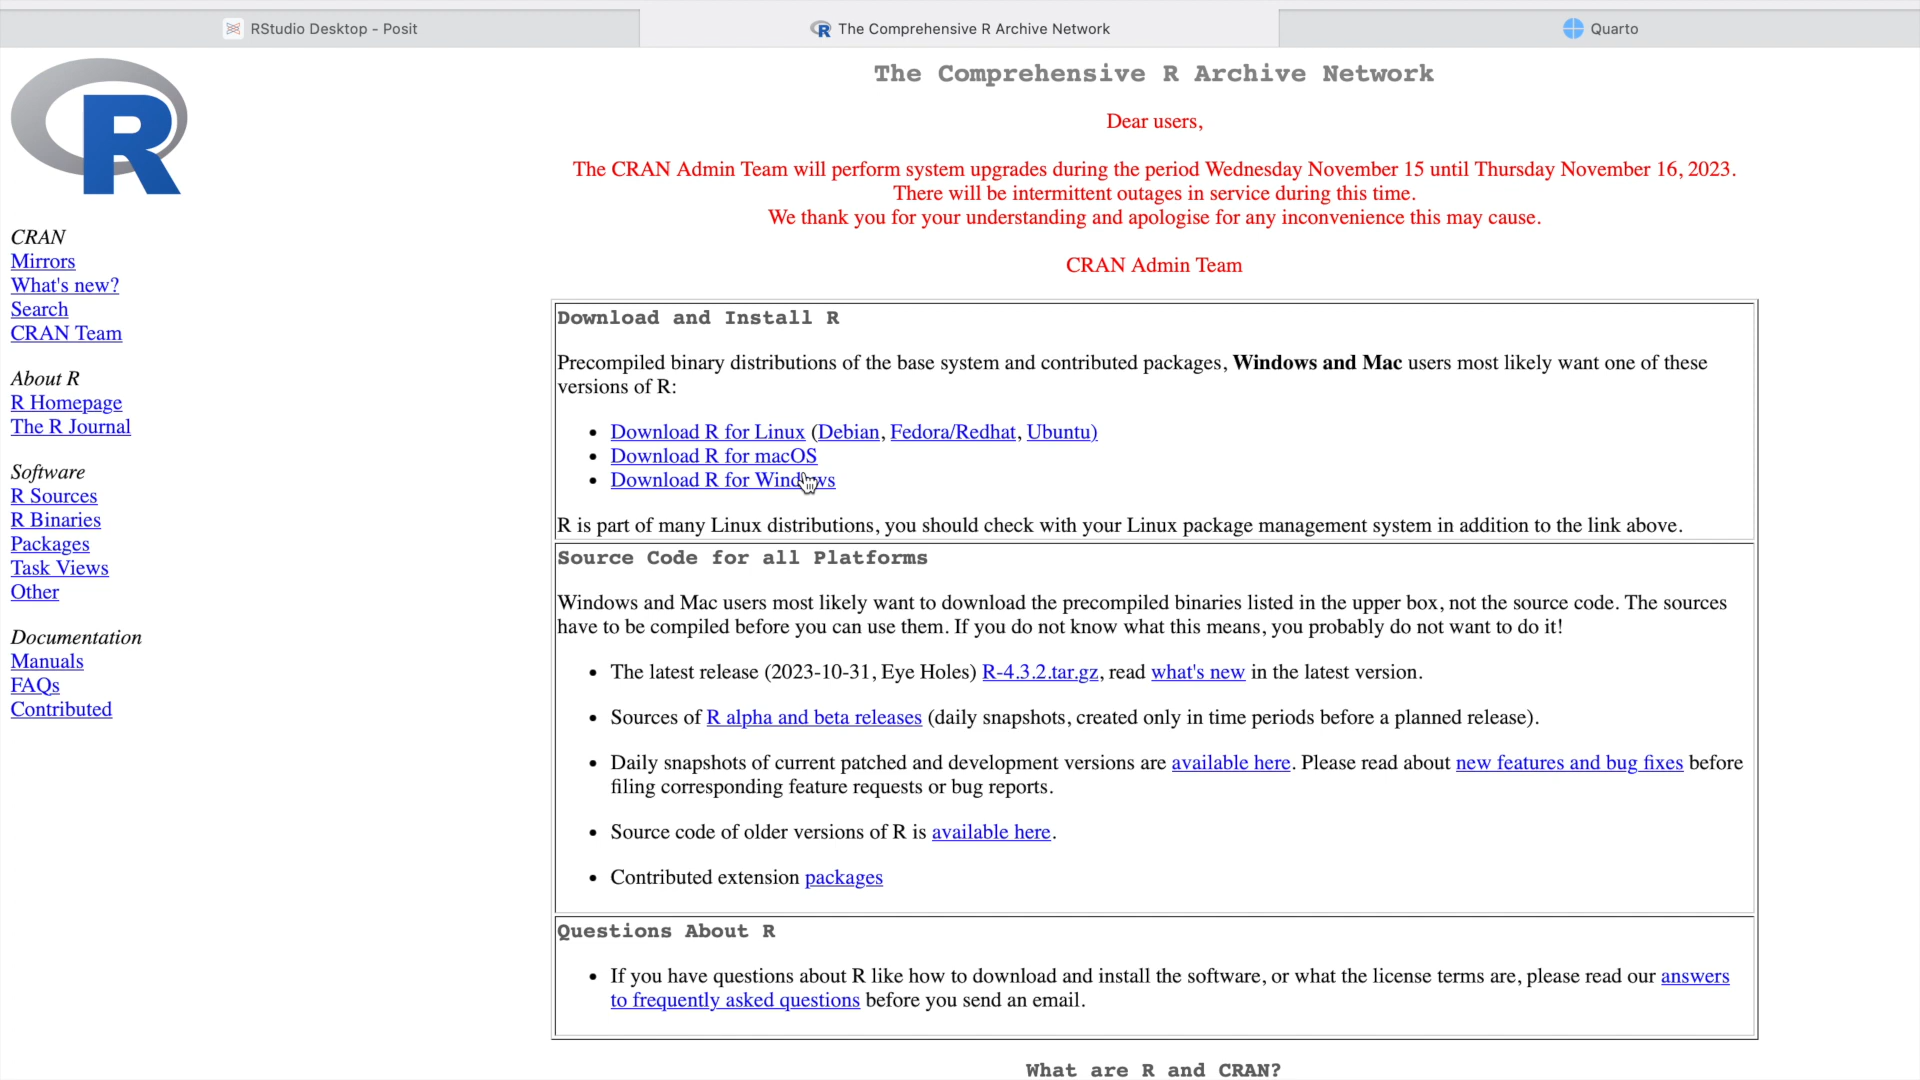 RStudio Desktop - Posit
The Comprehensive R Archive Network
Quarto
R
CRAN
Mirrors
What's new?
Search
CRAN Team
About R
R Homepage
The R Journal
Software
R Sources
R Binaries
Packages
Task Views
Other
Documentation
Manuals
FAQs
Contributed
The Comprehensive R Archive Network
Dear users,
The CRAN Admin Team will perform system upgrades during the period Wednesday November 15 until Thursday November 16, 2023.
There will be intermittent outages in service during this time.
We thank you for your understanding and apologise for any inconvenience this may cause.
CRAN Admin Team
Download and Install R
Precompiled binary distributions of the base system and contributed packages, Windows and Mac users most likely want one of these
versions of R:
• Download R for Linux (Debian, Fedora/Redhat, Ubuntu)
• Download R for macOS
• Download R for Windows
R is part of many Linux distributions, you should check with your Linux package management system in addition to the link above.
Source Code for all Platforms
Windows and Mac users most likely want to download the precompiled binaries listed in the upper box, not the source code. The sources
have to be compiled before you can use them. If you do not know what this means, you probably do not want to do it!
• The latest release (2023-10-31, Eye Holes) R-4.3.2.tar.gz, read what's new in the latest version.
• Sources of R alpha and beta releases (daily snapshots, created only in time periods before a planned release).
• Daily snapshots of current patched and development versions are available here. Please read about new features and bug fixes before
filing corresponding feature requests or bug reports.
• Source code of older versions of R is available here.
• Contributed extension packages
Questions About R
• If you have questions about R like how to download and install the software, or what the license terms are, please read our answers
to frequently asked questions before you send an email.
What are R and CRAN?